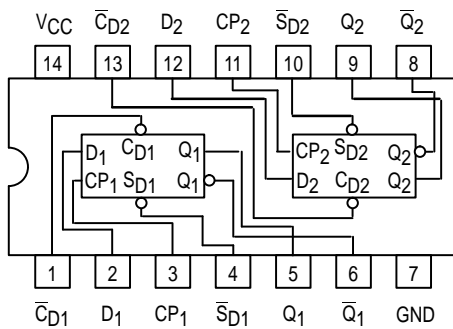 VCC C̅D2 D2 CP2 S̅D2 Q2 Q̅2
14 13 12 11 10 9 8
D1 CD1 Q1 CP2 SD2 Q2
CP1 SD1 Q1 D2 CD2 Q2
1 2 3 4 5 6 7
C̅D1 D1 CP1 S̅D1 Q1 Q̅1 GND